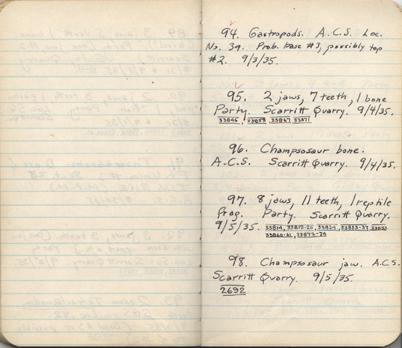 94. Gastropods. A.C.S. Loc.
No. 39. Prob. base #3, possibly top
#2. 9/3/35.
95. 2 jaws, 7 teeth, 1 bone
Party. Scarritt Quarry. 9/4/35.
96. Champsosaur bone.
A.C.S. Scarritt Quarry. 9/4/35.
97. 8 jaws, 11 teeth, 1 reptile
frag. Party. Scarritt Quarry.
9/5/35.
98. Champsosaur jaw. A.C.S.
Scarritt Quarry. 9/5/35.
2692